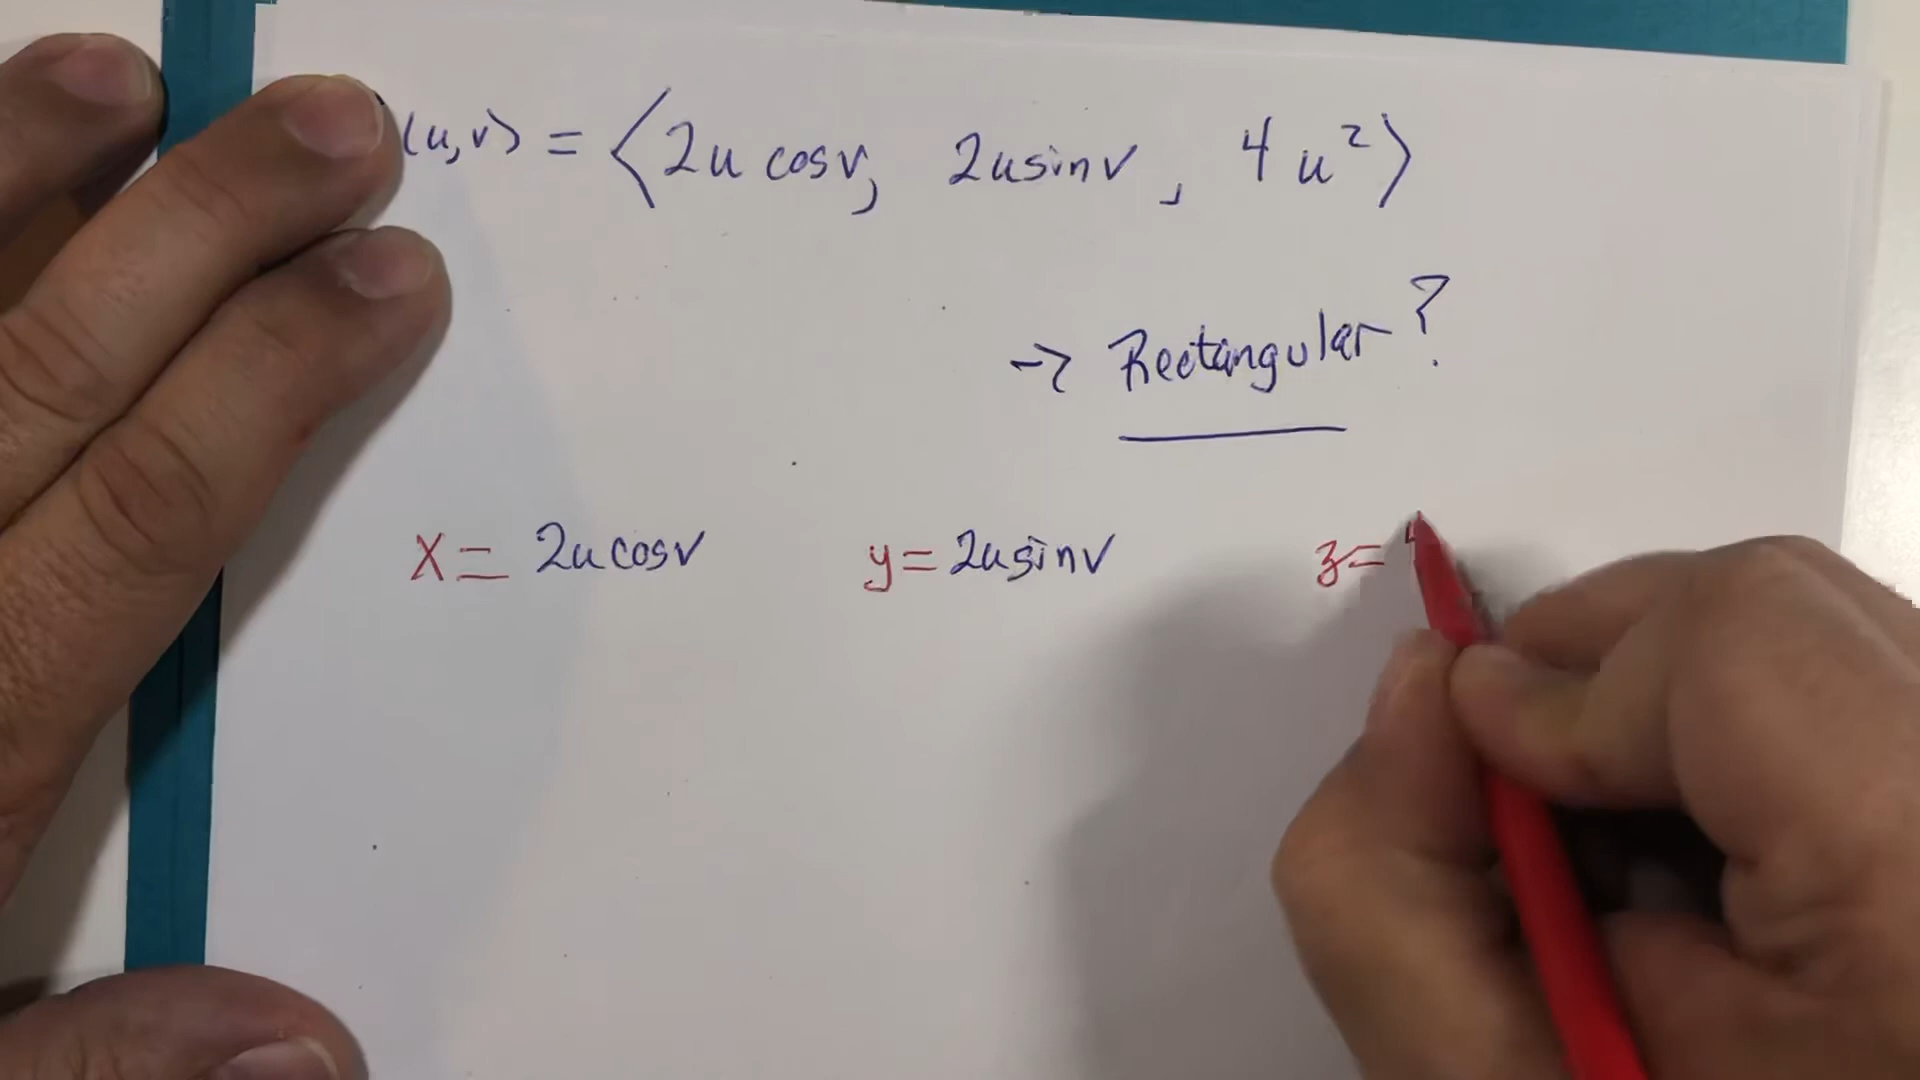 (u,v) = ⟨2u cosv, 2usinv, 4u²⟩
→ Rectangular?
x = 2ucosv y = 2usinv z =